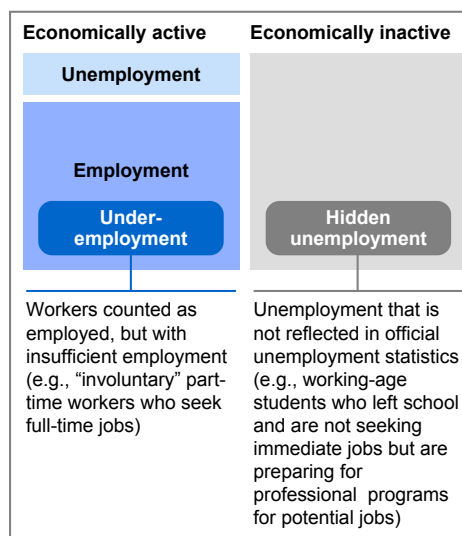 Economically active
Unemployment
Employment
Under-
employment
Workers counted as
employed, but with
insufficient employment
(e.g., “involuntary” part-
time workers who seek
full-time jobs)
Economically inactive
Hidden
unemployment
Unemployment that is
not reflected in official
unemployment statistics
(e.g., working-age
students who left school
and are not seeking
immediate jobs but are
preparing for
professional programs
for potential jobs)